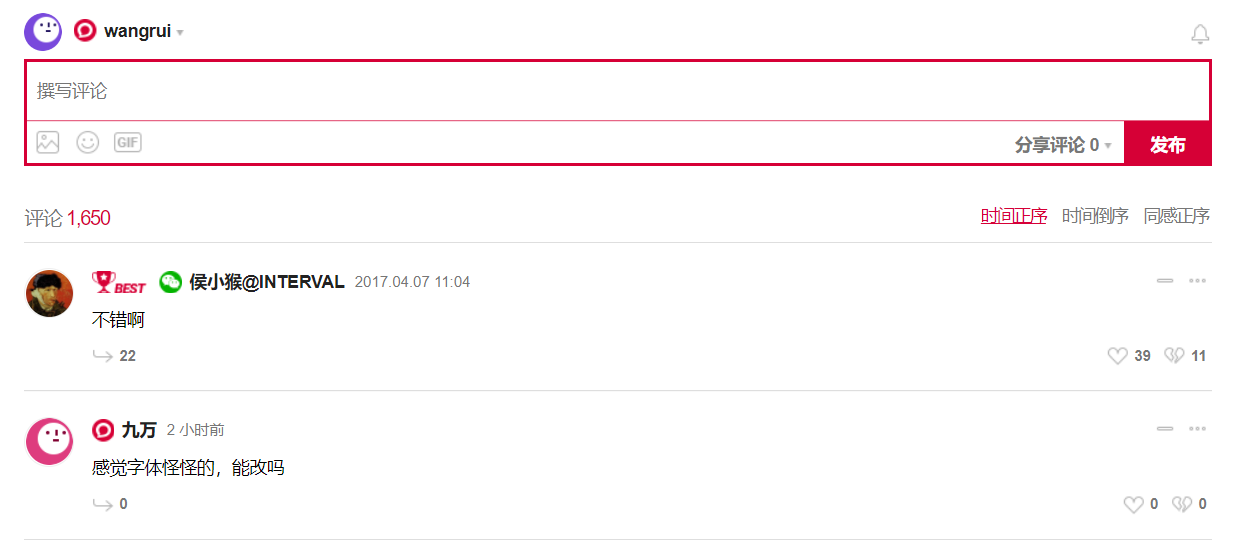 wangrui
撰写评论
GIF 分享评论 0 发布
评论 1,650 时间正序 时间倒序 同感正序
BEST 侯小猴@INTERVAL 2017.04.07 11:04
不错啊
22 39 11
九万 2 小时前
感觉字体怪怪的，能改吗
0 0 0